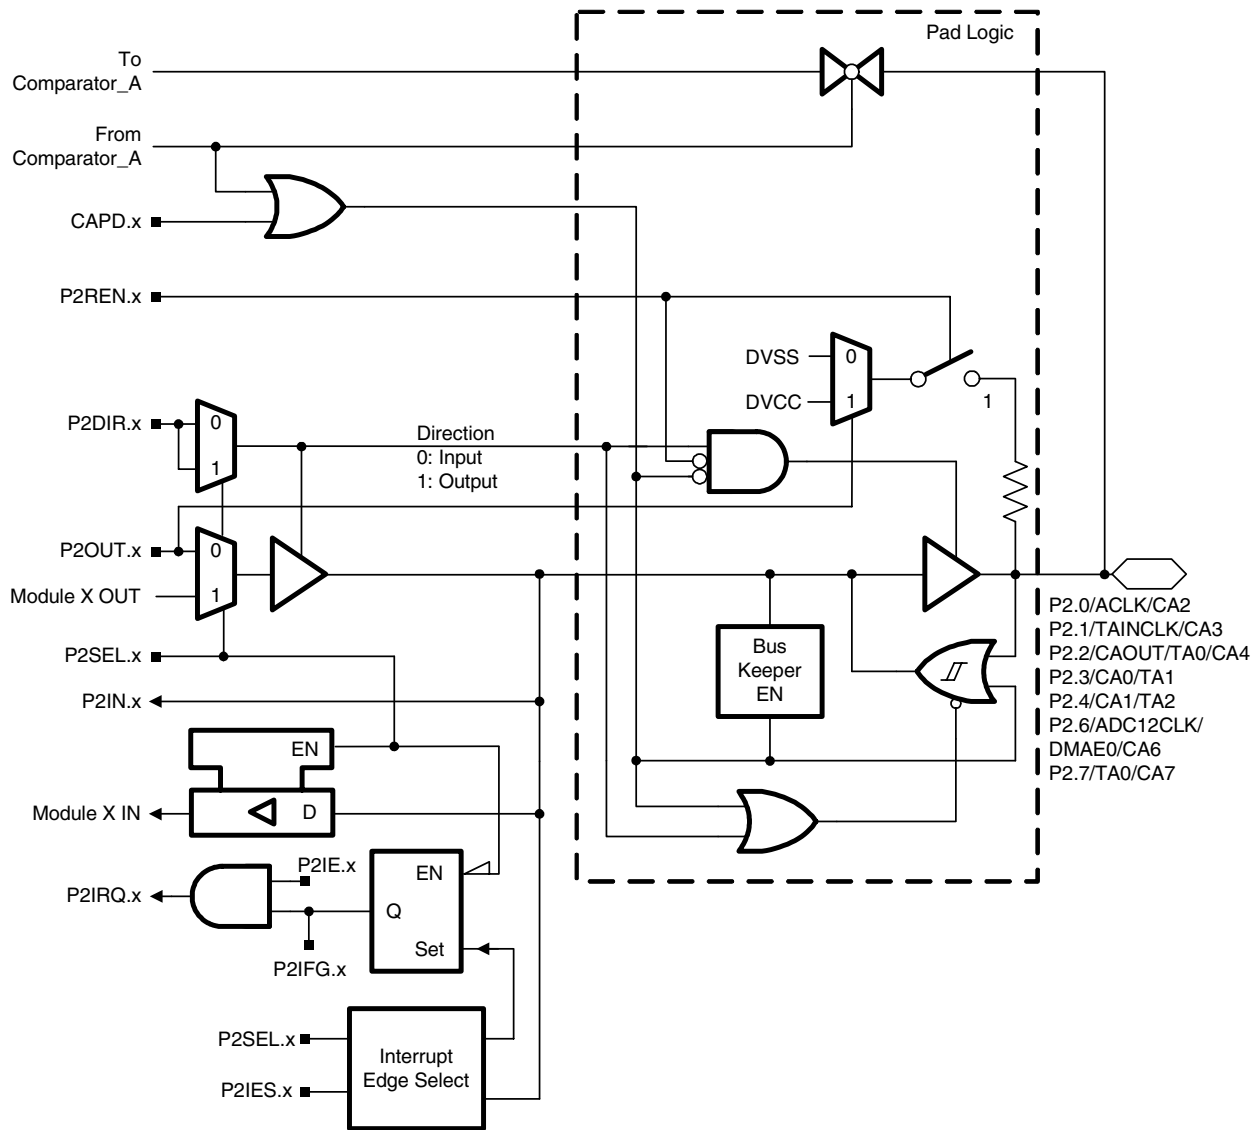 Pad Logic
To
Comparator_A
From
Comparator_A
CAPD.x
P2REN.x
DVSS
0
DVCC
1
1
P2DIR.x
0
1
Direction
0: Input
1: Output
P2OUT.x
0
Module X OUT
1
P2SEL.x
P2IN.x
Bus
Keeper
EN
P2.0/ACLK/CA2
P2.1/TAINCLK/CA3
P2.2/CAOUT/TA0/CA4
P2.3/CA0/TA1
P2.4/CA1/TA2
P2.6/ADC12CLK/
DMAE0/CA6
P2.7/TA0/CA7
EN
Module X IN
D
P2IE.x
P2IRQ.x
EN
Q
Set
P2IFG.x
P2SEL.x
P2IES.x
Interrupt
Edge Select